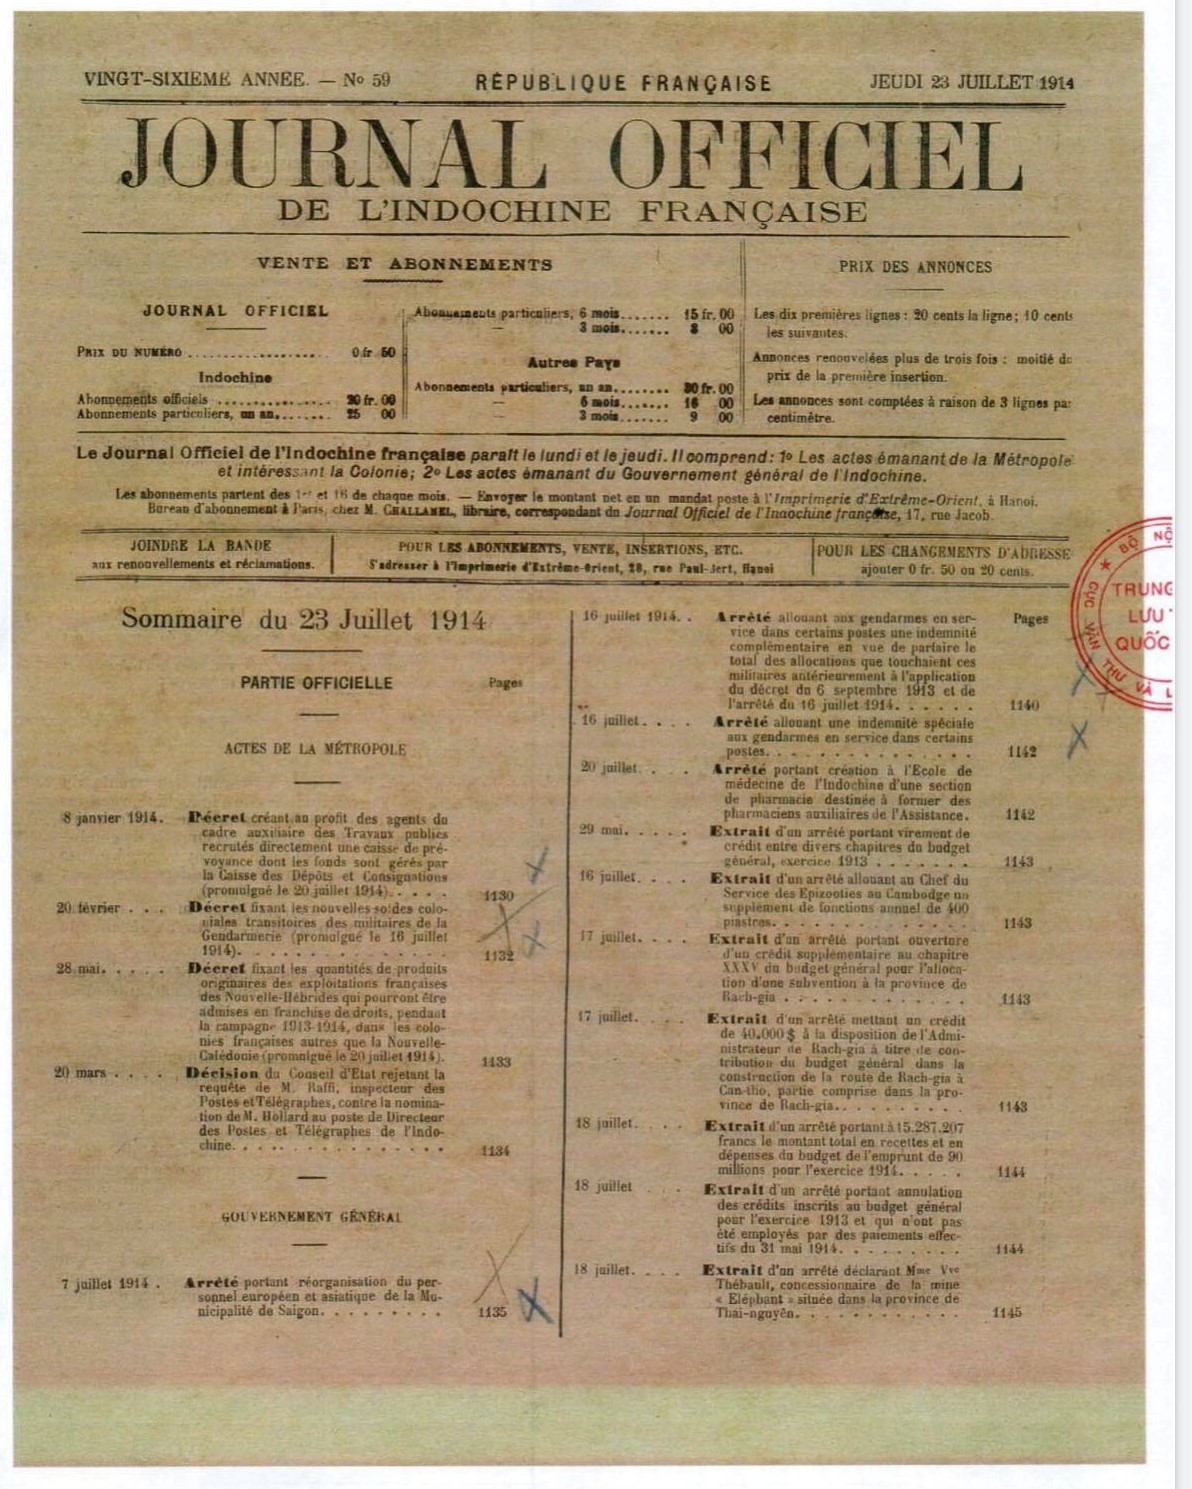 VINGT-SIXIEME ANNEE. — No 59
RÉPUBLIQUE FRANÇAISE
JEUDI 23 JUILLET 1914
JOURNAL OFFICIEL
DE L'INDOCHINE FRANÇAISE
VENTE ET ABONNEMENTS
JOURNAL OFFICIEL
PRIX DU NUMÉRO ................ 0 fr 50
Indochine
Abonnements officiels .............. 20 fr. 00
Abonnements particuliers, un an........ 25 00
Abonnements particuliers, 6 mois....... 15 fr. 00
— 3 mois....... 8 00
Autres Pays
Abonnements particuliers, un an........ 30 fr. 00
— 6 mois....... 16 00
— 3 mois....... 9 00
PRIX DES ANNONCES
Les dix premières lignes : 20 cents la ligne; 10 cents
les suivantes.
Annonces renouvelées plus de trois fois : moitié du
prix de la première insertion.
Les annonces sont comptées à raison de 3 lignes par
centimètre.
Le Journal Officiel de l'Indochine française paraît le lundi et le jeudi. Il comprend: 1o Les actes émanant de la Métropole
et intéressant la Colonie; 2o Les actes émanant du Gouvernement général de l'Indochine.
Les abonnements partent des 1er et 16 de chaque mois. — Envoyer le montant net en un mandat poste à l'Imprimerie d'Extrême-Orient, à Hanoi.
Bureau d'abonnement à Paris, chez M. CHALLAMEL, libraire, correspondant du Journal Officiel de l'Indochine française, 17, rue Jacob.
JOINDRE LA BANDE
aux renouvellements et réclamations.
POUR LES ABONNEMENTS, VENTE, INSERTIONS, ETC.
S'adresser à l'Imprimerie d'Extrême-Orient, 28, rue Paul-Bert, Hanoi
POUR LES CHANGEMENTS D'ADRESSE
ajouter 0 fr. 50 ou 20 cents.
★ BỘ NỘ
CỤC VĂN THƯ VÀ L
TRUNG
LƯU
QUỐC
Sommaire du 23 Juillet 1914
PARTIE OFFICIELLE
Pages
ACTES DE LA MÉTROPOLE
8 janvier 1914. Décret créant au profit des agents du
cadre auxiliaire des Travaux publics
recrutés directement une caisse de pré-
voyance dont les fonds sont gérés par
la Caisse des Dépôts et Consignations
(promulgué le 20 juillet 1914). . . . . 1130
20 février . . . Décret fixant les nouvelles soldes colo-
niales transitoires des militaires de la
Gendarmerie (promulgué le 16 juillet
1914). . . . . . . . . . . . . 1132
28 mai. . . . . Décret fixant les quantités de produits
originaires des exploitations françaises
des Nouvelle-Hébrides qui pourront être
admises en franchise de droits, pendant
la campagne 1913-1914, dans les colo-
nies françaises autres que la Nouvelle-
Calédonie (promulgué le 20 juillet 1914). 1133
20 mars . . . . Décision du Conseil d'Etat rejetant la
requête de M. Raffi, inspecteur des
Postes et Télégraphes, contre la nomina-
tion de M. Hollard au poste de Directeur
des Postes et Télégraphes de l'Indo-
chine. . . . . . . . . . . . . . 1134
GOUVERNEMENT GÉNÉRAL
7 juillet 1914 . Arrêté portant réorganisation du per-
sonnel européen et asiatique de la Mu-
nicipalité de Saigon. . . . . . . . . 1135
Pages
16 juillet 1914. . Arrêté allouant aux gendarmes en ser-
vice dans certains postes une indemnité
complémentaire en vue de parfaire le
total des allocations que touchaient ces
militaires antérieurement à l'application
du décret du 6 septembre 1913 et de
l'arrêté du 16 juillet 1914. . . . . . 1140
16 juillet. . . . Arrêté allouant une indemnité spéciale
aux gendarmes en service dans certains
postes. . . . . . . . . . . . . . 1142
20 juillet. . . . Arrêté portant création à l'Ecole de
médecine de l'Indochine d'une section
de pharmacie destinée à former des
pharmaciens auxiliaires de l'Assistance. 1142
29 mai. . . . . Extrait d'un arrêté portant virement de
crédit entre divers chapitres du budget
général, exercice 1913 . . . . . . . 1143
16 juillet. . . . Extrait d'un arrêté allouant au Chef du
Service des Epizooties au Cambodge un
supplément de fonctions annuel de 400
piastres. . . . . . . . . . . . . 1143
17 juillet. . . . Extrait d'un arrêté portant ouverture
d'un crédit supplémentaire au chapitre
XXXV du budget général pour l'alloca-
tion d'une subvention à la province de
Rach-gia . . . . . . . . . . . . 1143
17 juillet. . . . Extrait d'un arrêté mettant un crédit
de 40.000 $ à la disposition de l'Admi-
nistrateur de Rach-gia à titre de con-
tribution du budget général dans la
construction de la route de Rach-gia à
Can-tho, partie comprise dans la pro-
vince de Rach-gia. . . . . . . . . . 1143
18 juillet. . . . Extrait d'un arrêté portant à 15.287.207
francs le montant total en recettes et en
dépenses du budget de l'emprunt de 90
millions pour l'exercice 1914. . . . . 1144
18 juillet . . . Extrait d'un arrêté portant annulation
des crédits inscrits au budget général
pour l'exercice 1913 et qui n'ont pas
été employés par des paiements effec-
tifs du 31 mai 1914. . . . . . . . . 1144
18 juillet. . . . Extrait d'un arrêté déclarant Mme Vve
Thébault, concessionnaire de la mine
« Eléphant » située dans la province de
Thai-nguyên. . . . . . . . . . . . 1145